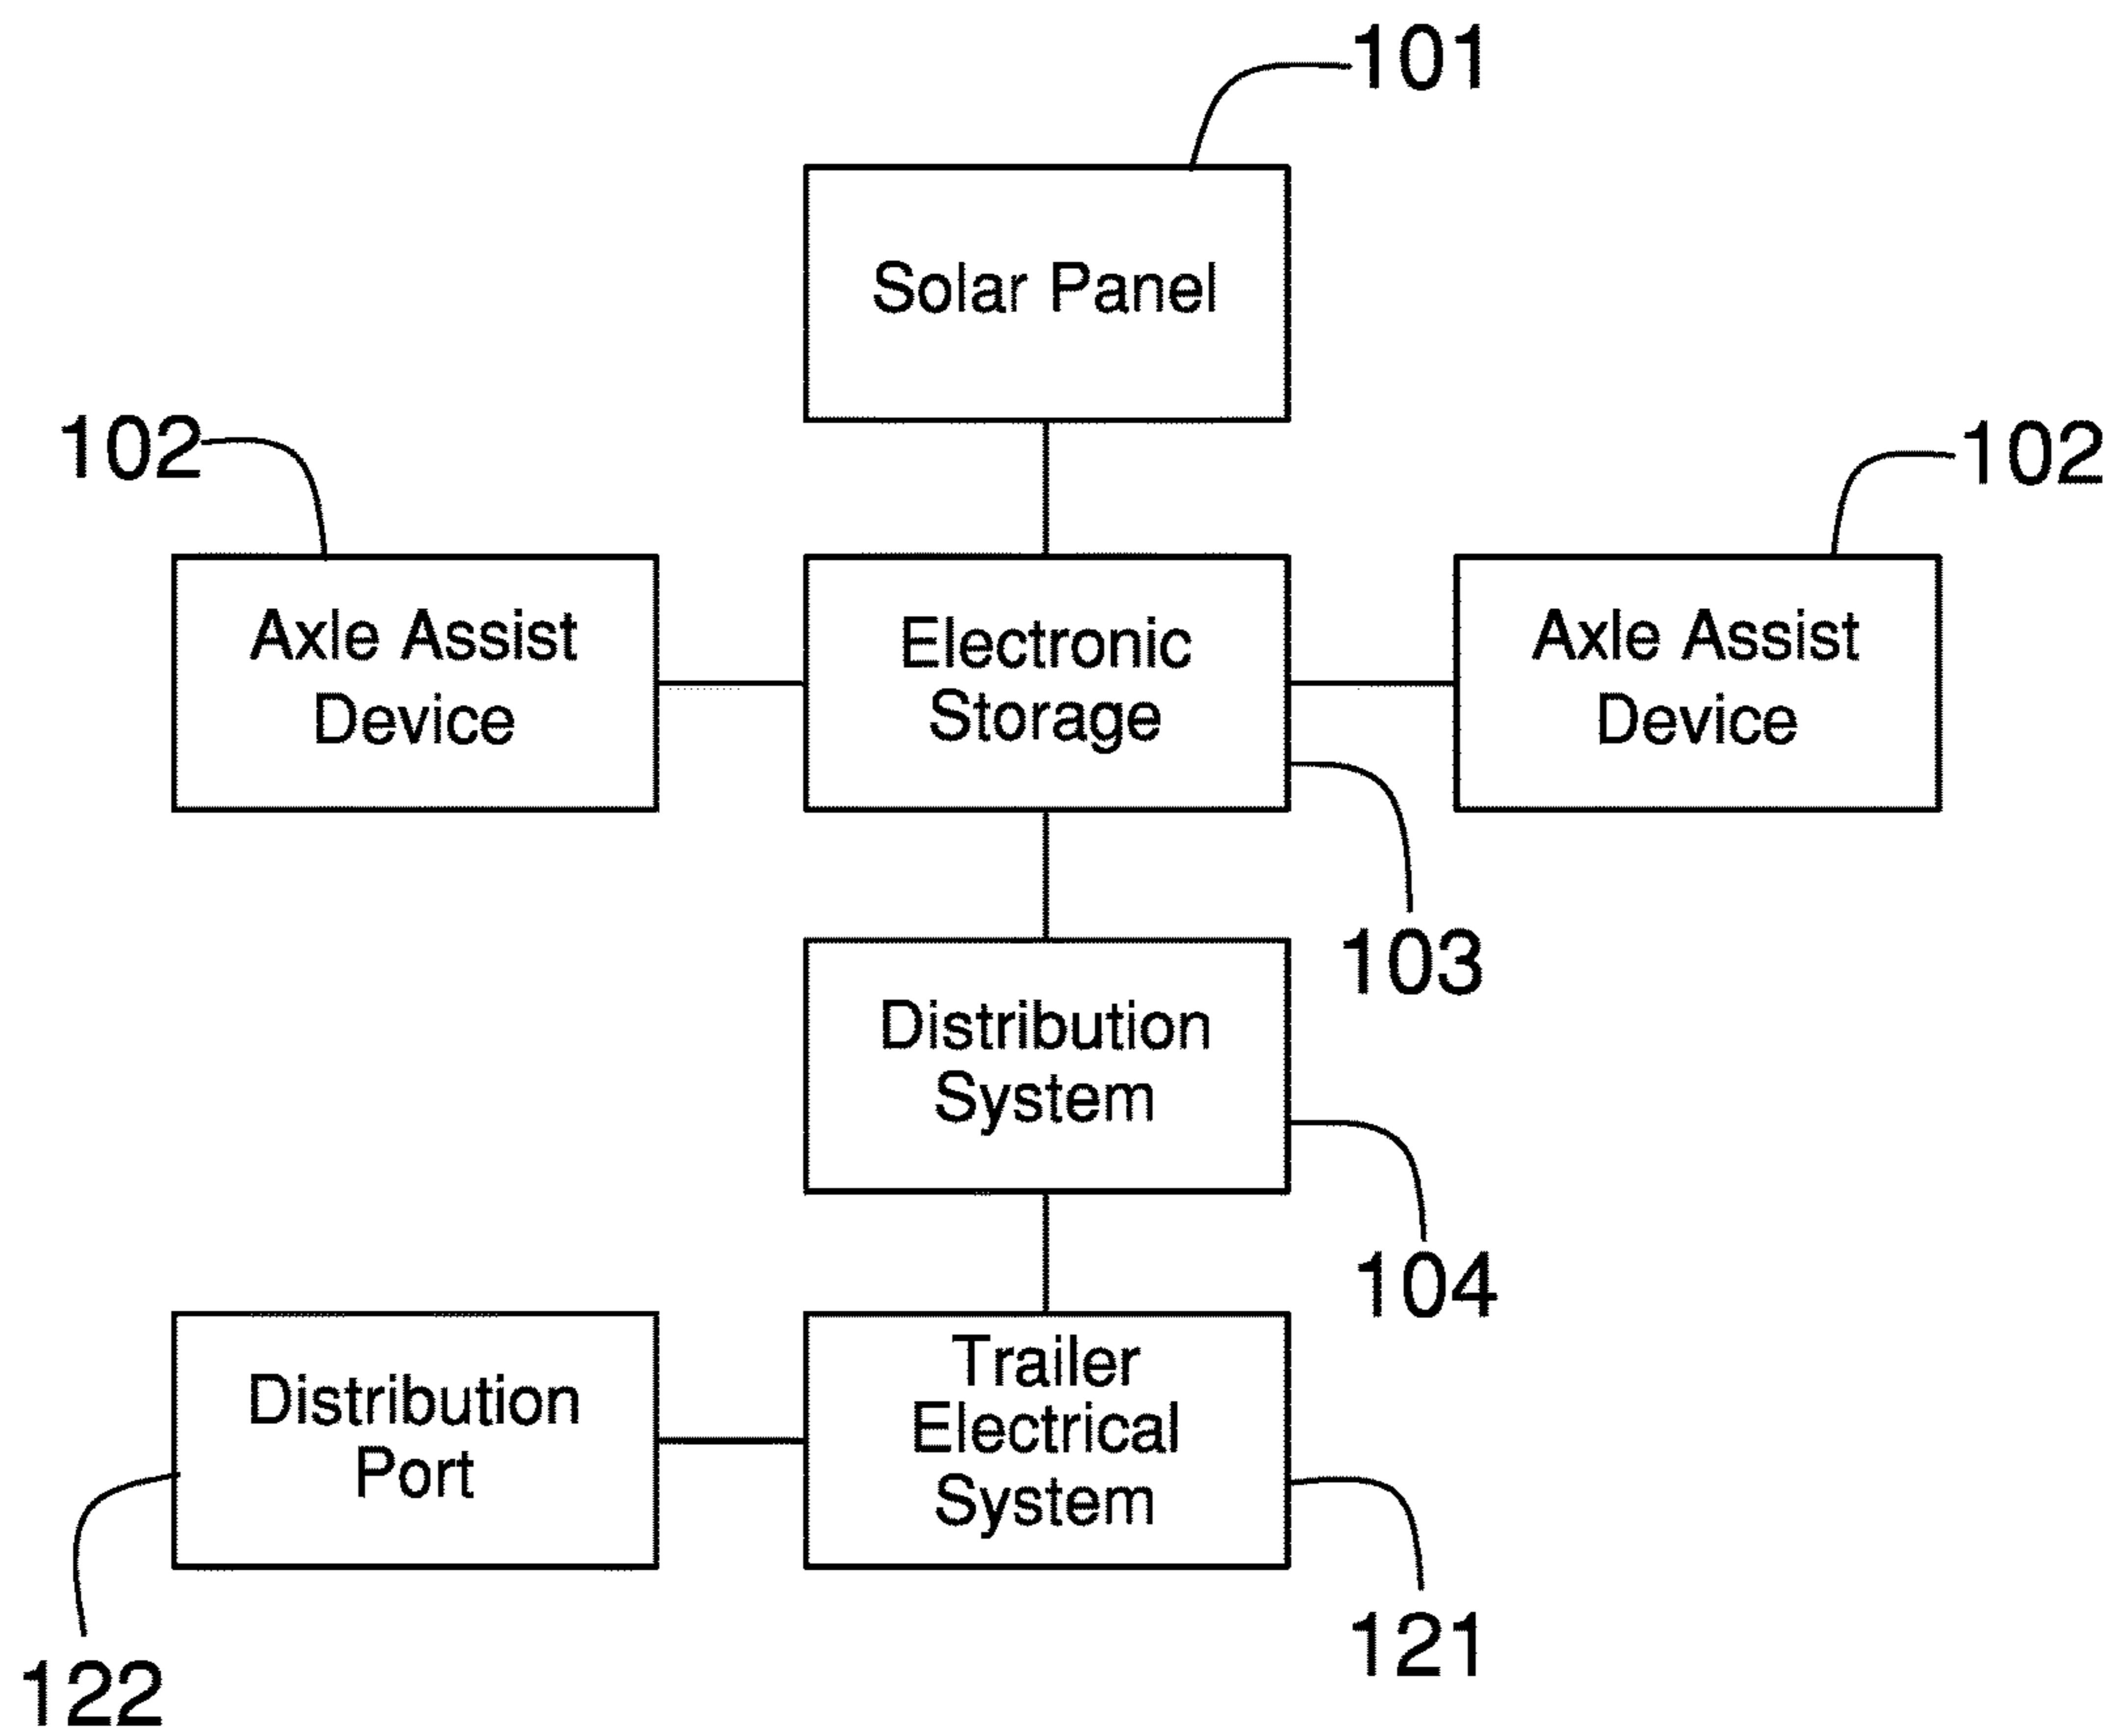 101
Solar Panel
102
102
Axle Assist
Device
Electronic
Storage
Axle Assist
Device
103
Distribution
System
104
Distribution
Port
Trailer
Electrical
System
121
122